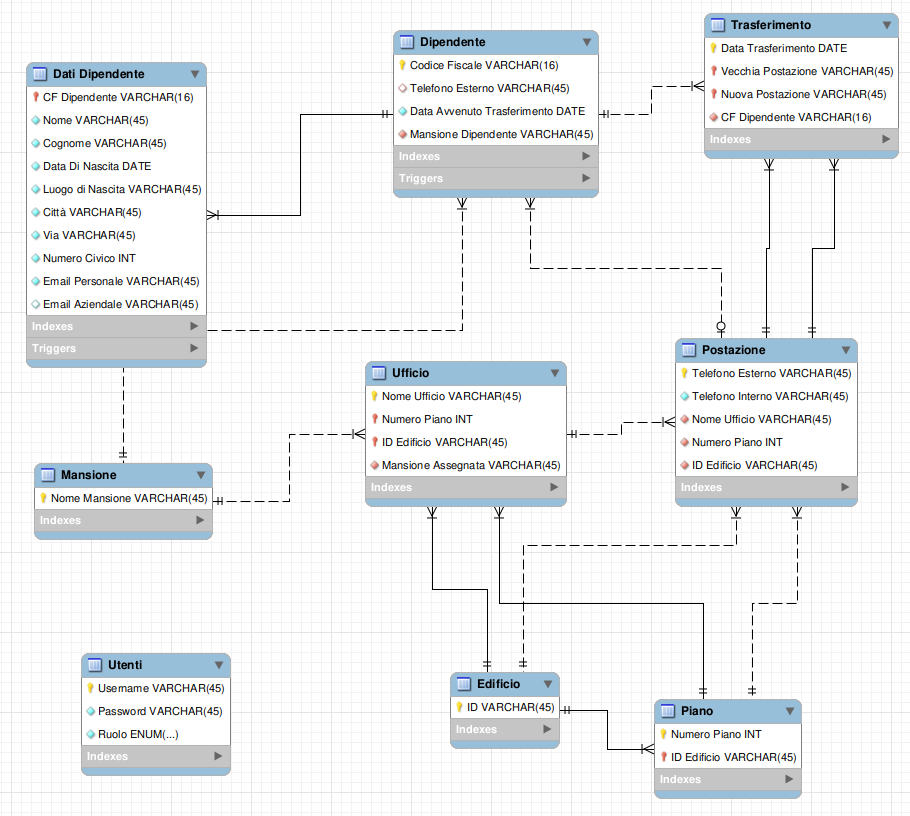 Trasferimento
Data Trasferimento DATE
Vecchia Postazione VARCHAR(45)
Nuova Postazione VARCHAR(45)
CF Dipendente VARCHAR(16)
Indexes
Dipendente
Codice Fiscale VARCHAR(16)
Telefono Esterno VARCHAR(45)
Data Avvenuto Trasferimento DATE
Mansione Dipendente VARCHAR(45)
Indexes
Triggers
Dati Dipendente
CF Dipendente VARCHAR(16)
Nome VARCHAR(45)
Cognome VARCHAR(45)
Data Di Nascita DATE
Luogo di Nascita VARCHAR(45)
Città VARCHAR(45)
Via VARCHAR(45)
Numero Civico INT
Email Personale VARCHAR(45)
Email Aziendale VARCHAR(45)
Indexes
Triggers
Postazione
Telefono Esterno VARCHAR(45)
Telefono Interno VARCHAR(45)
Nome Ufficio VARCHAR(45)
Numero Piano INT
ID Edificio VARCHAR(45)
Indexes
Ufficio
Nome Ufficio VARCHAR(45)
Numero Piano INT
ID Edificio VARCHAR(45)
Mansione Assegnata VARCHAR(45)
Indexes
Mansione
Nome Mansione VARCHAR(45)
Indexes
Utenti
Username VARCHAR(45)
Password VARCHAR(45)
Ruolo ENUM(...)
Indexes
Edificio
ID VARCHAR(45)
Indexes
Piano
Numero Piano INT
ID Edificio VARCHAR(45)
Indexes